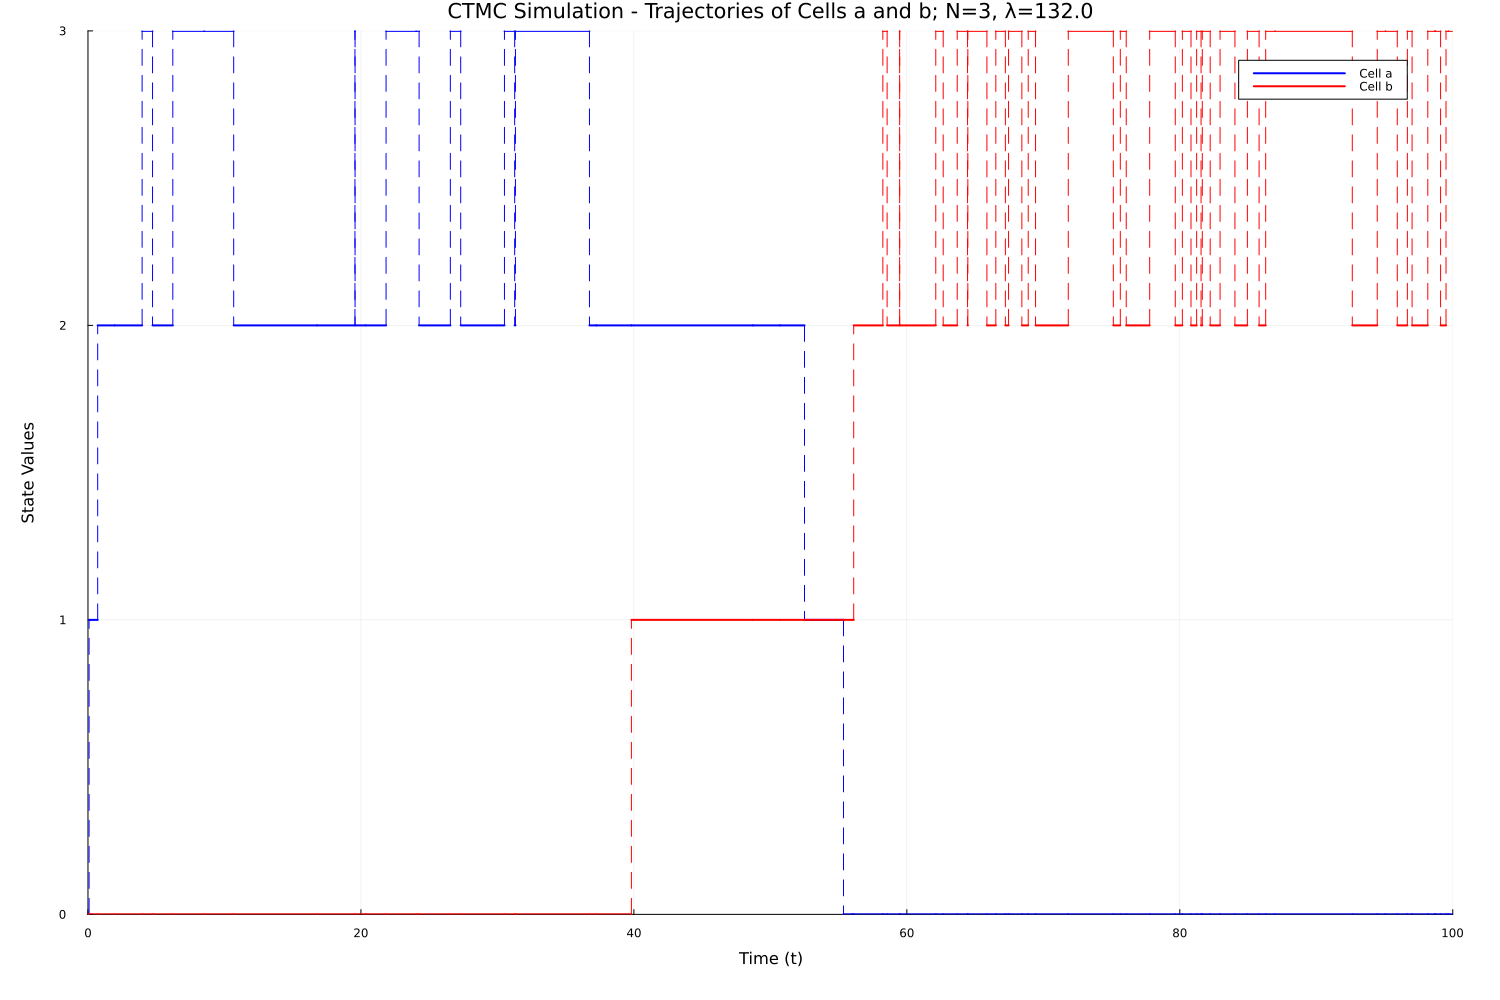 CTMC Simulation - Trajectories of Cells a and b; N=3, λ=132.0
3
Cell a
Cell b
2
State Values
1
0
0 20 40 60 80 100
Time (t)